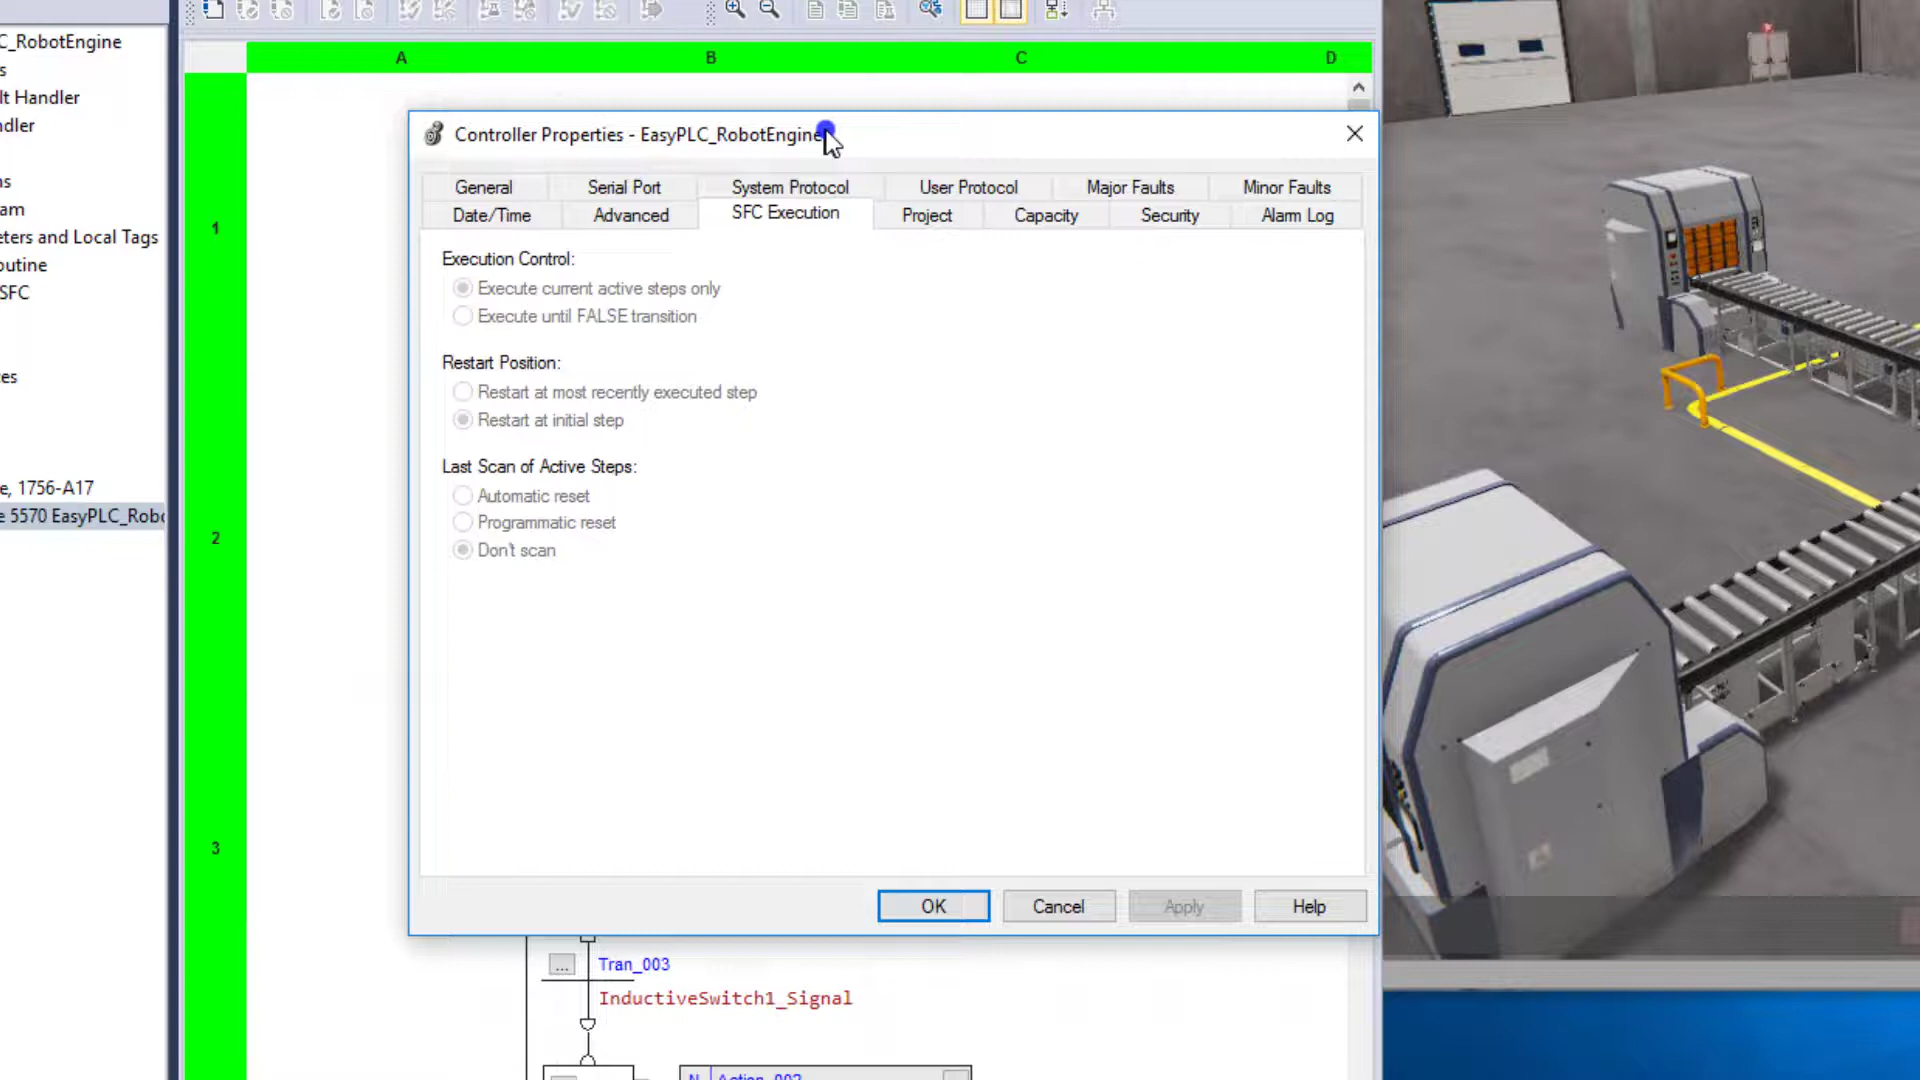 C_RobotEngine
s
lt Handler
dler
ns
am
eters and Local Tags
outine
SFC
ces
e, 1756-A17
e 5570 EasyPLC_Robo
A B C D
1
2
3
Controller Properties - EasyPLC_RobotEngine
General Serial Port System Protocol User Protocol Major Faults Minor Faults
Date/Time Advanced SFC Execution Project Capacity Security Alarm Log
Execution Control:
Execute current active steps only
Execute until FALSE transition
Restart Position:
Restart at most recently executed step
Restart at initial step
Last Scan of Active Steps:
Automatic reset
Programmatic reset
Don't scan
OK Cancel Apply Help
... Tran_003
InductiveSwitch1_Signal
N Action_002